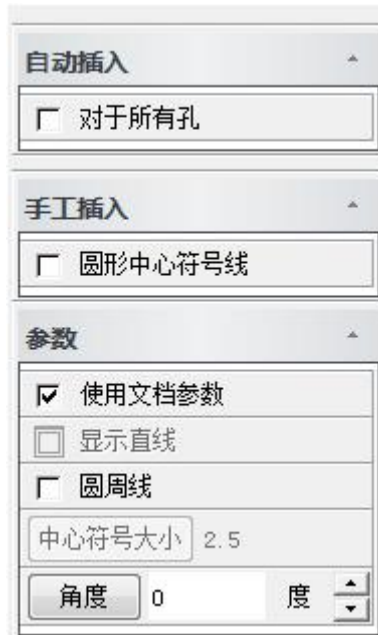 自动插入
对于所有孔
手工插入
圆形中心符号线
参数
使用文档参数
显示直线
圆周线
中心符号大小 2.5
角度 0 度